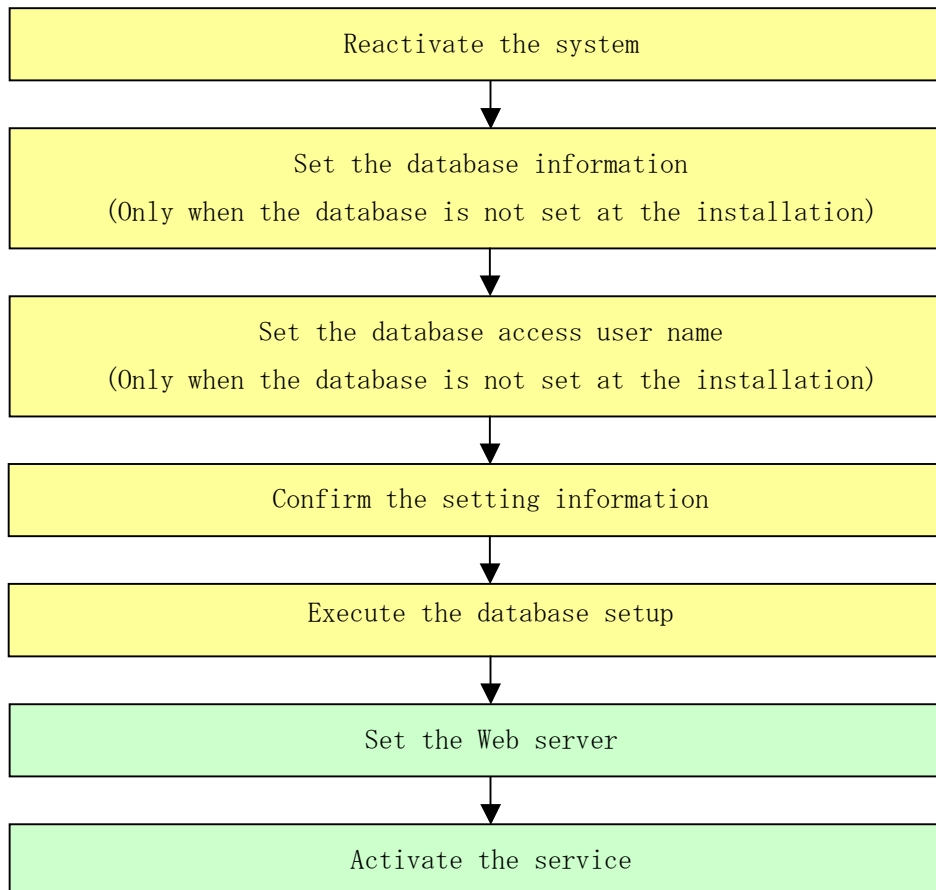 Reactivate the system
Set the database information
(Only when the database is not set at the installation)
Set the database access user name
(Only when the database is not set at the installation)
Confirm the setting information
Execute the database setup
Set the Web server
Activate the service